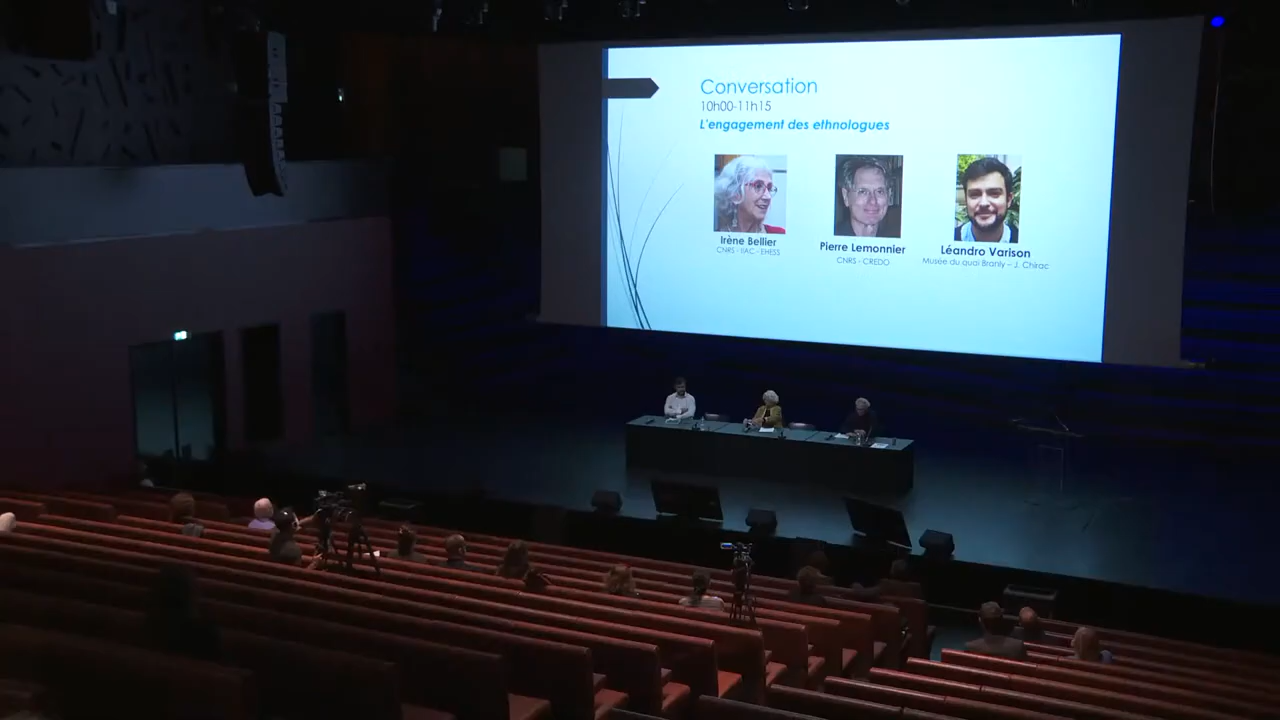 Conversation
10h00-11h15
L'engagement des ethnologues
Irène Bellier
CNRS - IIAC - EHESS
Pierre Lemonnier
CNRS - CREDO
Léandro Varison
Musée du quai Branly – J. Chirac